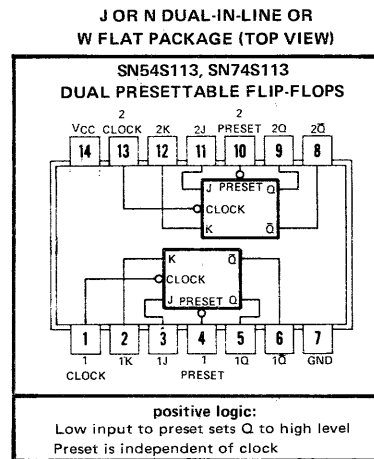 J OR N DUAL-IN-LINE OR
W FLAT PACKAGE (TOP VIEW)
SN54S113, SN74S113
DUAL PRESETTABLE FLIP-FLOPS
2 2
VCC CLOCK 2K 2J PRESET 2Q 2Q̅
14 13 12 11 10 9 8
J PRESET Q
CLOCK
K Q̅
K Q̅
CLOCK
J PRESET Q
1 2 3 4 5 6 7
1 1K 1J 1 1Q 1Q̅ GND
CLOCK PRESET
positive logic:
Low input to preset sets Q to high level
Preset is independent of clock